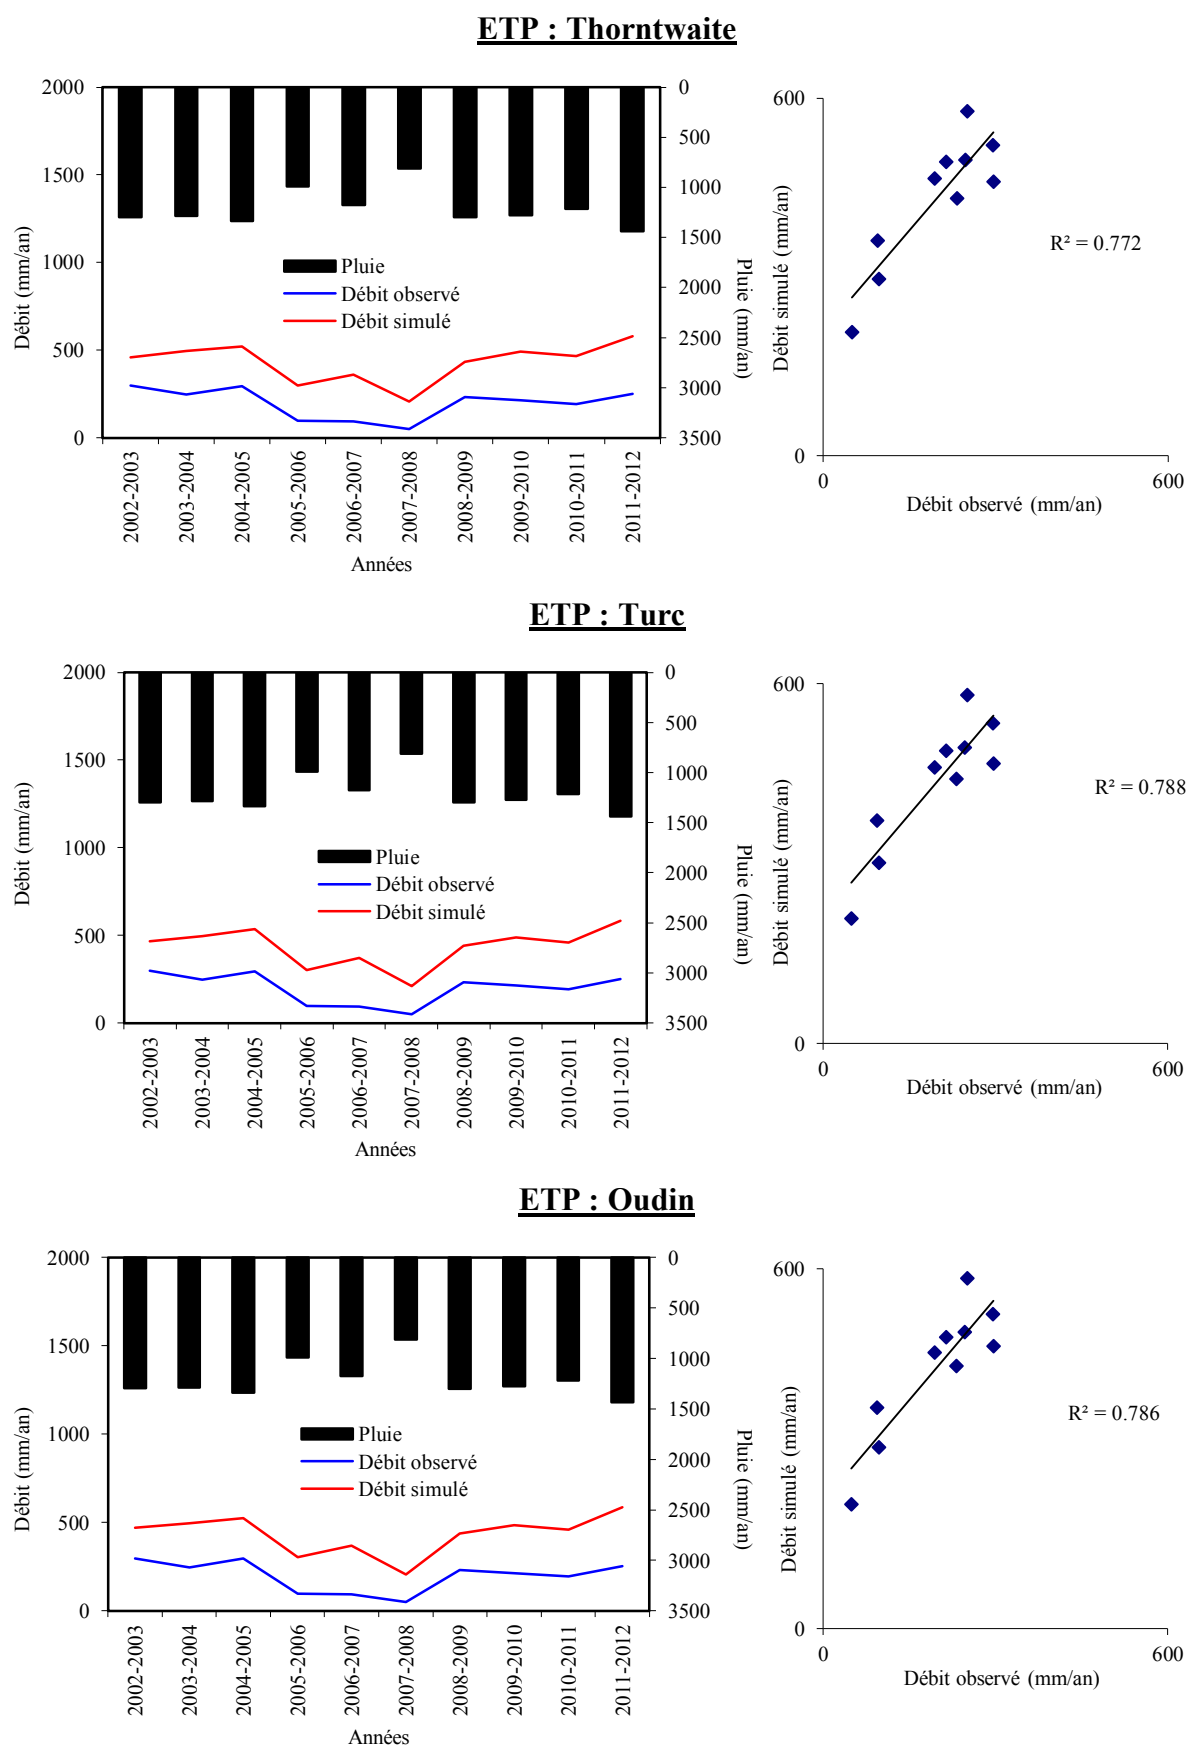 ETP : Thorntwaite
2000
1500
1000
500
0
Débit (mm/an)
0
500
1000
1500
2000
2500
3000
3500
Pluie (mm/an)
Pluie
Débit observé
Débit simulé
2002-2003
2003-2004
2004-2005
2005-2006
2006-2007
2007-2008
2008-2009
2009-2010
2010-2011
2011-2012
Années
600
0
Débit simulé (mm/an)
R² = 0.772
0
600
Débit observé (mm/an)
ETP : Turc
2000
1500
1000
500
0
Débit (mm/an)
0
500
1000
1500
2000
2500
3000
3500
Pluie (mm/an)
Pluie
Débit observé
Débit simulé
2002-2003
2003-2004
2004-2005
2005-2006
2006-2007
2007-2008
2008-2009
2009-2010
2010-2011
2011-2012
Années
600
0
Débit simulé (mm/an)
R² = 0.788
0
600
Débit observé (mm/an)
ETP : Oudin
2000
1500
1000
500
0
Débit (mm/an)
0
500
1000
1500
2000
2500
3000
3500
Pluie (mm/an)
Pluie
Débit observé
Débit simulé
2002-2003
2003-2004
2004-2005
2005-2006
2006-2007
2007-2008
2008-2009
2009-2010
2010-2011
2011-2012
Années
600
0
Débit simulé (mm/an)
R² = 0.786
0
600
Débit observé (mm/an)